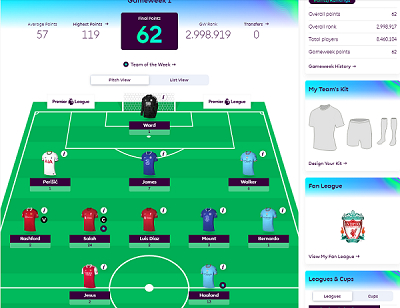 Gameweek 1
Average Points
57
Highest Points →
119
Final Points
62
GW Rank
2,998,919
Transfers →
0
Team of the Week →
Pitch View
List View
Premier League
Premier League
Ward
Perišić
James
Walker
Rashford
Salah
Luis Díaz
Mount
Bernardo
Jesus
Haaland
Overall points 62
Overall rank 2,998,917
Total players
Gameweek points 62
Gameweek History →
My Team's Kit
Design Your Kit →
Fan League
View My Fan League →
Leagues & Cups
Leagues
Cups